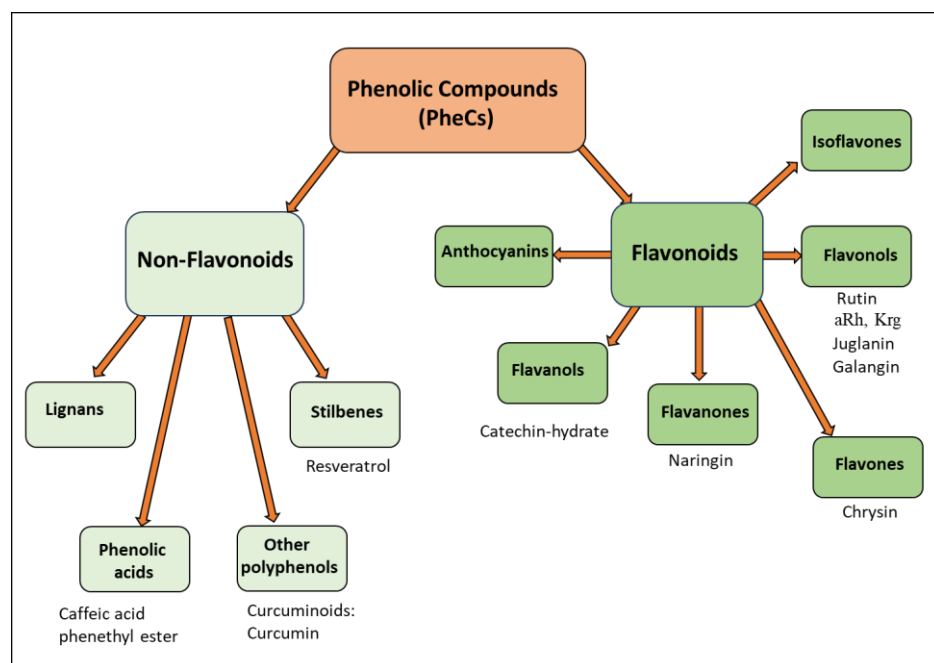 Phenolic Compounds
(PheCs)
Non-Flavonoids
Lignans
Phenolic
acids
Caffeic acid
phenethyl ester
Other
polyphenols
Curcuminoids:
Curcumin
Stilbenes
Resveratrol
Flavonoids
Anthocyanins
Flavanols
Catechin-hydrate
Flavanones
Naringin
Flavones
Chrysin
Flavonols
Rutin
aRh, Krg
Juglanin
Galangin
Isoflavones